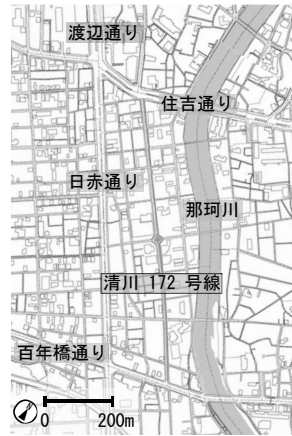 渡辺通り
住吉通り
日赤通り
那珂川
清川 172 号線
百年橋通り
0 200m